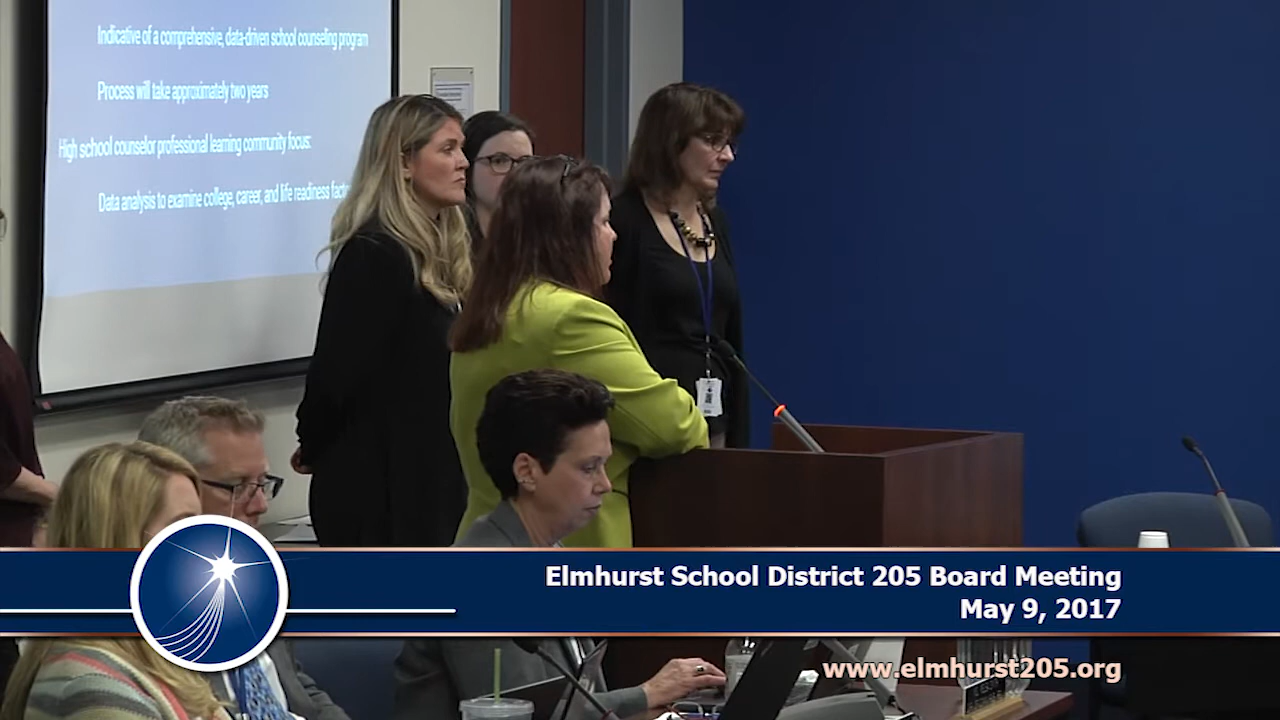 Indicative of a comprehensive, data-driven school counseling program
Process will take approximately two years
High school counselor professional learning community focus:
Data analysis to examine college, career, and life readiness
Elmhurst School District 205 Board Meeting
May 9, 2017
www.elmhurst205.org